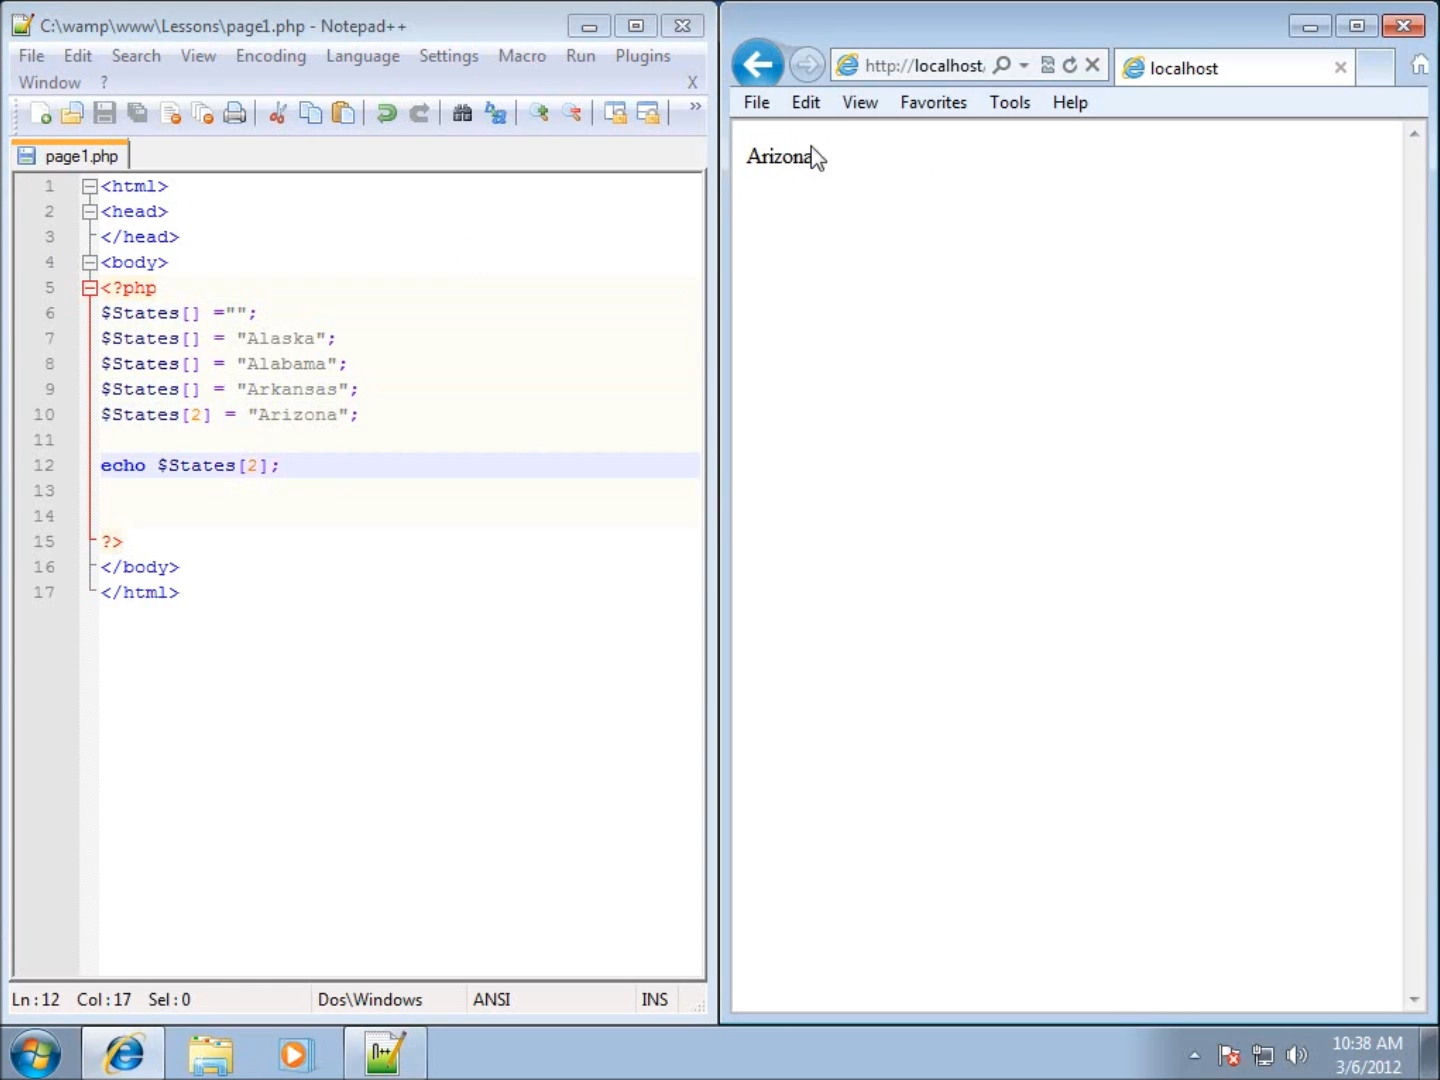 C:\wamp\www\Lessons\page1.php - Notepad++
File Edit Search View Encoding Language Settings Macro Run Plugins
Window ? X
»
page1.php
1 <html>
2 <head>
3 </head>
4 <body>
5 <?php
6 $States[] ="";
7 $States[] = "Alaska";
8 $States[] = "Alabama";
9 $States[] = "Arkansas";
10 $States[2] = "Arizona";
11
12 echo $States[2];
13
14
15 ?>
16 </body>
17 </html>
Ln:12 Col:17 Sel:0 Dos\Windows ANSI INS
http://localhost localhost
File Edit View Favorites Tools Help
Arizona
n++
10:38 AM
3/6/2012